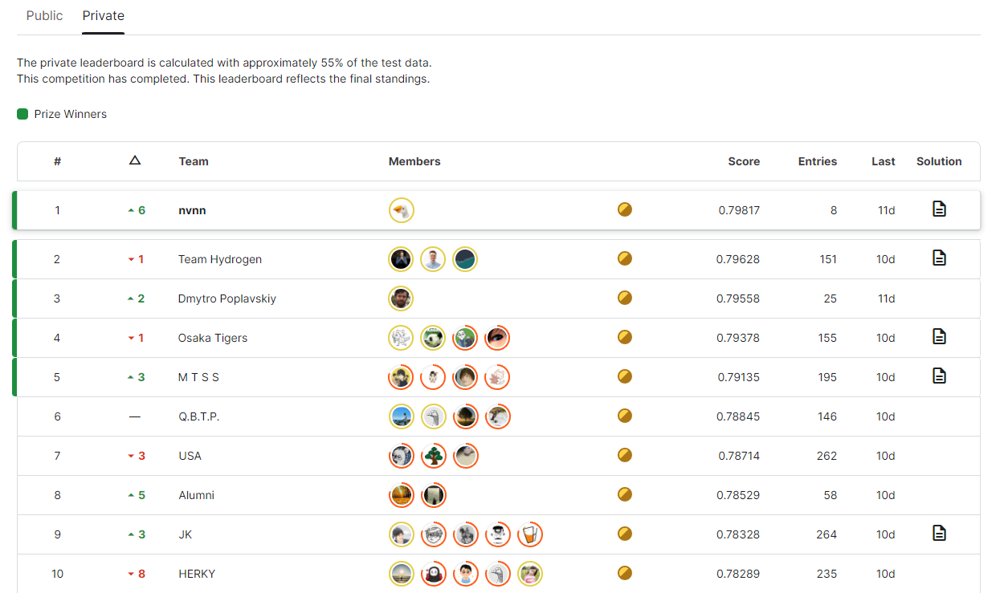 Public Private
The private leaderboard is calculated with approximately 55% of the test data.
This competition has completed. This leaderboard reflects the final standings.
Prize Winners
# △ Team Members Score Entries Last Solution
1 6 nvnn 0.79817 8 11d
2 1 Team Hydrogen 0.79628 151 10d
3 2 Dmytro Poplavskiy 0.79558 25 11d
4 1 Osaka Tigers 0.79378 155 10d
5 3 M T S S 0.79135 195 10d
6 — Q.B.T.P. 0.78845 146 10d
7 3 USA 0.78714 262 10d
8 5 Alumni 0.78529 58 10d
9 3 JK 0.78328 264 10d
10 8 HERKY 0.78289 235 10d